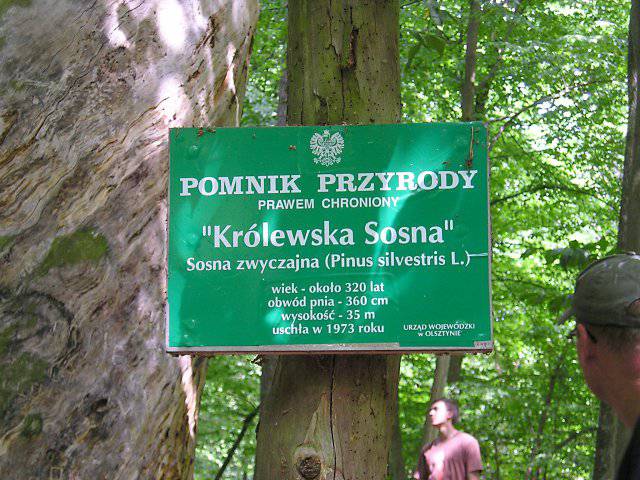 POMNIK PRZYRODY
PRAWEM CHRONIONY
"Królewska Sosna"
Sosna zwyczajna (Pinus silvestris L.)
wiek - około 320 lat
obwód pnia - 360 cm
wysokość - 35 m
uschła w 1973 roku
URZĄD WOJEWÓDZKI
w OLSZTYNIE